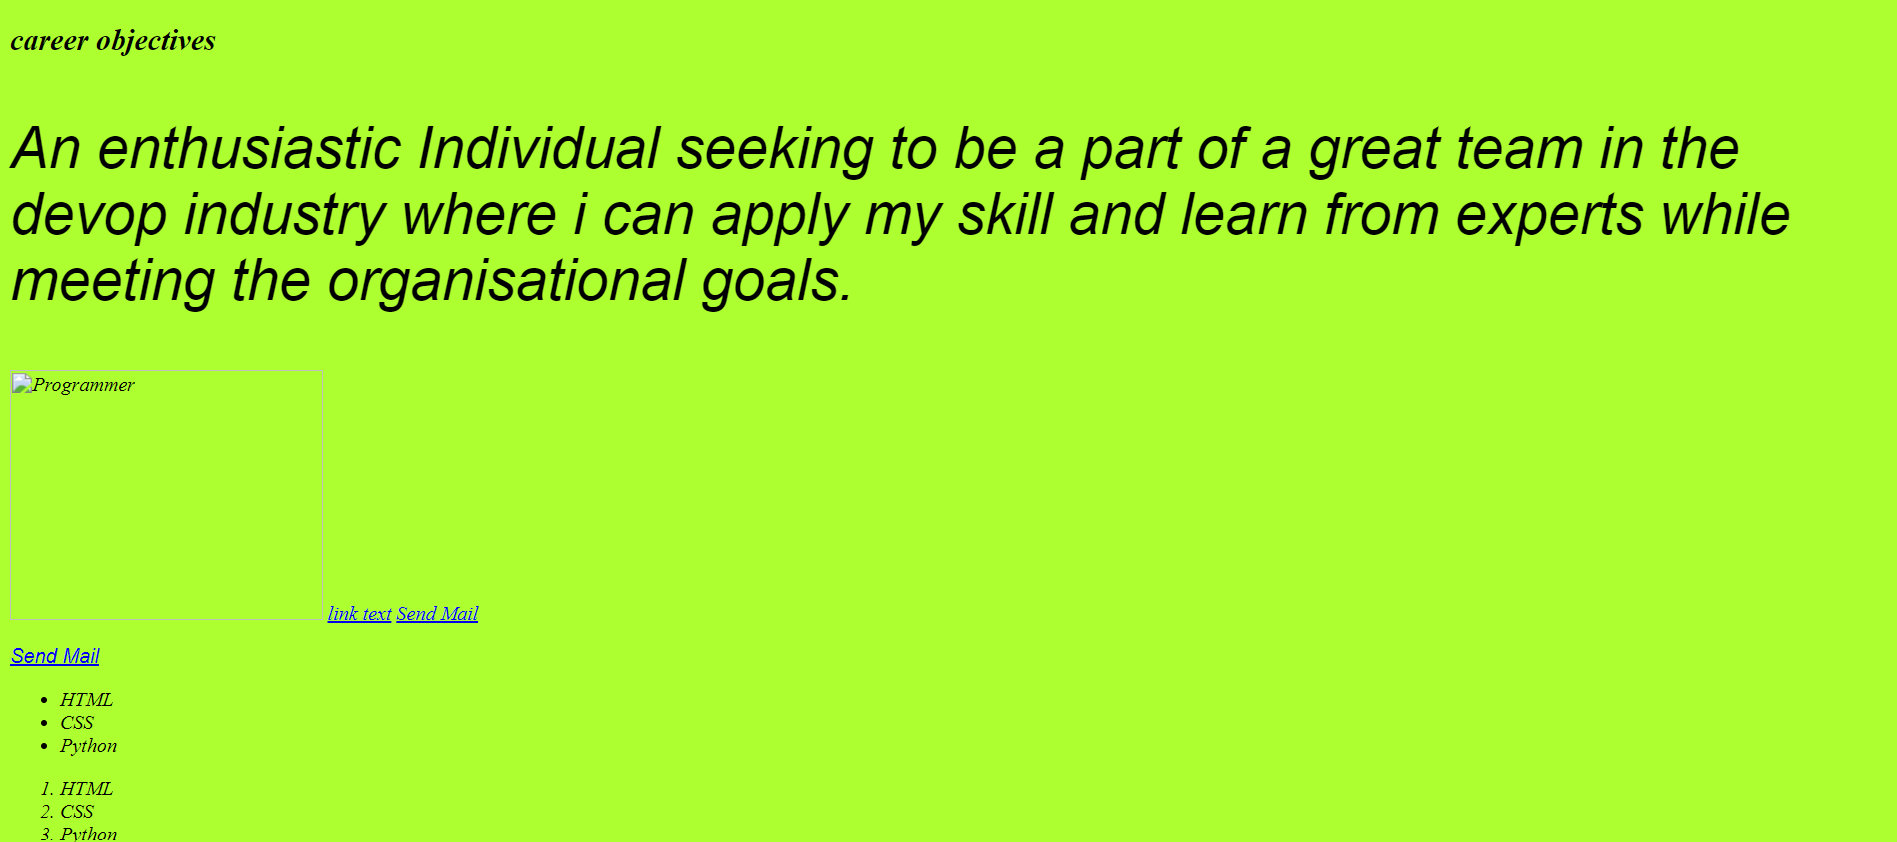 career objectives
An enthusiastic Individual seeking to be a part of a great team in the
devop industry where i can apply my skill and learn from experts while
meeting the organisational goals.
Programmer
link text Send Mail
Send Mail
• HTML
• CSS
• Python
1. HTML
2. CSS
3. Python